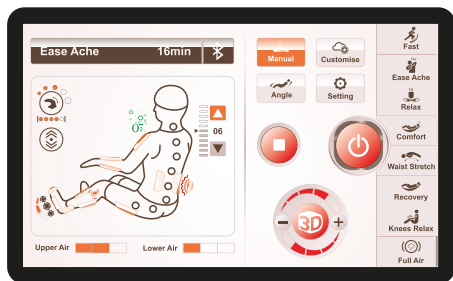 Ease Ache 16min
Manual
Customise
Angle
Setting
O₂
06
3D
Upper Air
Lower Air
Fast
Ease Ache
Relax
Comfort
Waist Stretch
Recovery
Knees Relax
Full Air